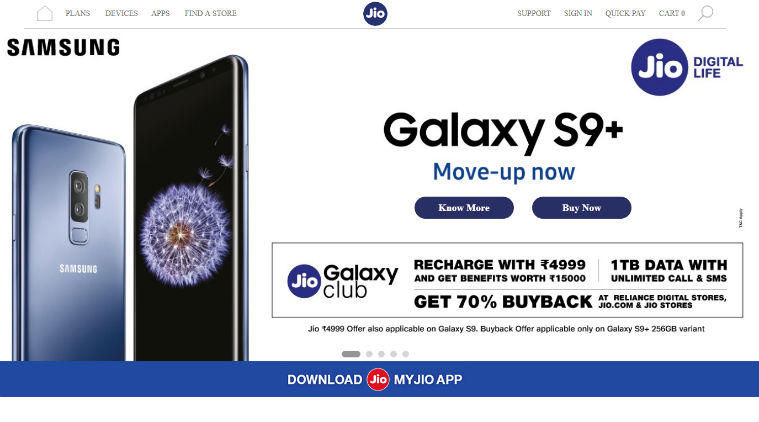 PLANS DEVICES APPS FIND A STORE Jio SUPPORT SIGN IN QUICK PAY CART 0
SAMSUNG
Jio DIGITAL LIFE
Galaxy S9+
Move-up now
Know More Buy Now
T&C Apply
SAMSUNG
Jio Galaxy club
RECHARGE WITH ₹4999
AND GET BENEFITS WORTH ₹15000
1TB DATA WITH
UNLIMITED CALL & SMS
GET 70% BUYBACK AT RELIANCE DIGITAL STORES,
JIO.COM & JIO STORES
Jio ₹4999 Offer also applicable on Galaxy S9. Buyback Offer applicable only on Galaxy S9+ 256GB variant
DOWNLOAD Jio MYJIO APP